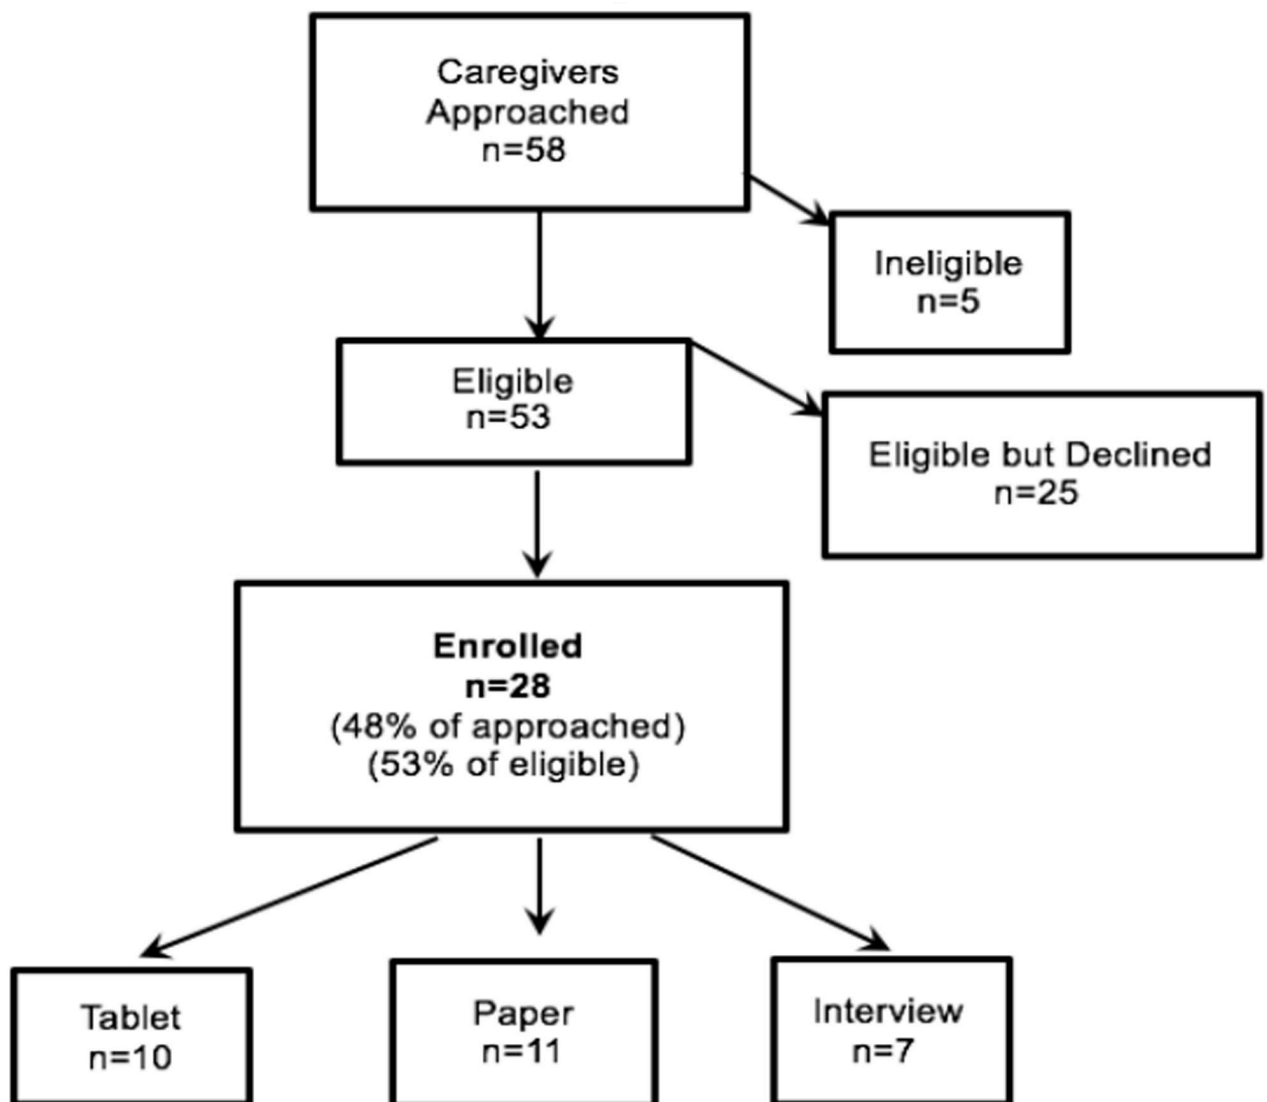 Caregivers
Approached
n=58
Ineligible
n=5
Eligible
n=53
Eligible but Declined
n=25
Enrolled
n=28
(48% of approached)
(53% of eligible)
Tablet
n=10
Paper
n=11
Interview
n=7